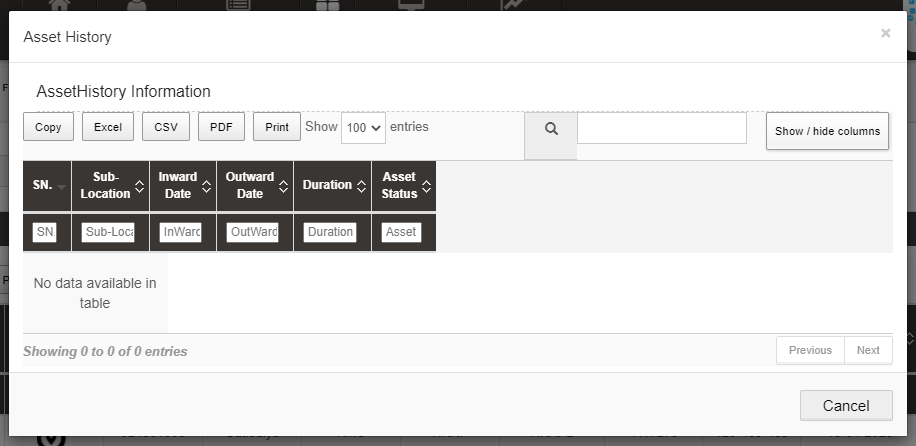 Asset History
×
AssetHistory Information
Copy Excel CSV PDF Print Show 100 entries Show / hide columns
SN. Sub-Location Inward Date Outward Date Duration Asset Status
SN. Sub-Loca InWard OutWard Duration Asset
No data available in
table
Showing 0 to 0 of 0 entries
Previous Next
Cancel